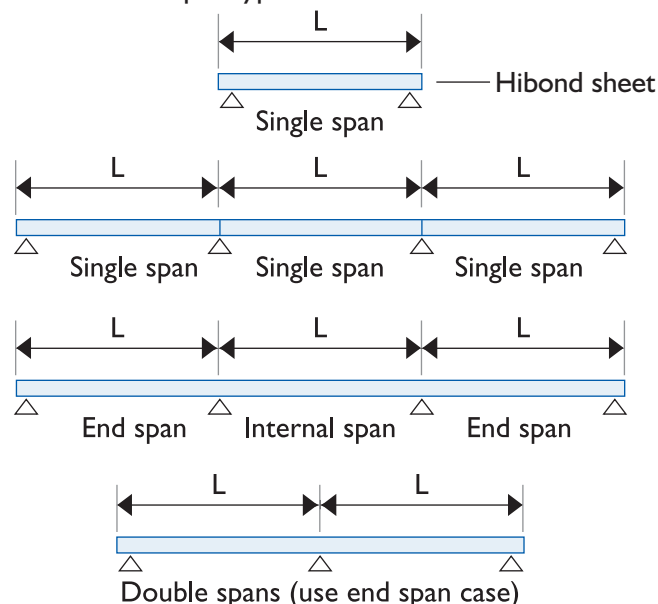 L
Hibond sheet
Single span
L L L
Single span Single span Single span
L L L
End span Internal span End span
L L
Double spans (use end span case)